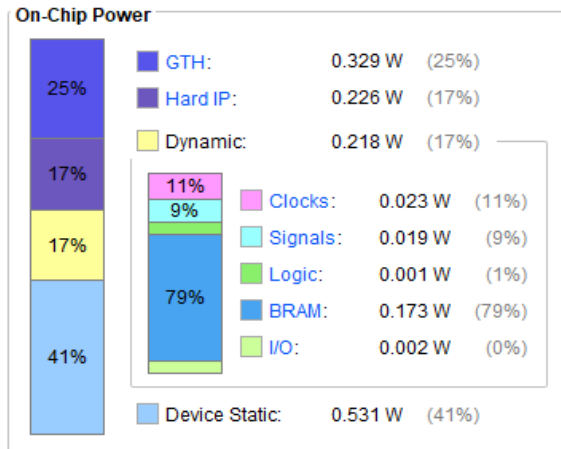 On-Chip Power
25%
17%
17%
41%
GTH: 0.329 W (25%)
Hard IP: 0.226 W (17%)
Dynamic: 0.218 W (17%)
11%
9%
79%
Clocks: 0.023 W (11%)
Signals: 0.019 W (9%)
Logic: 0.001 W (1%)
BRAM: 0.173 W (79%)
I/O: 0.002 W (0%)
Device Static: 0.531 W (41%)